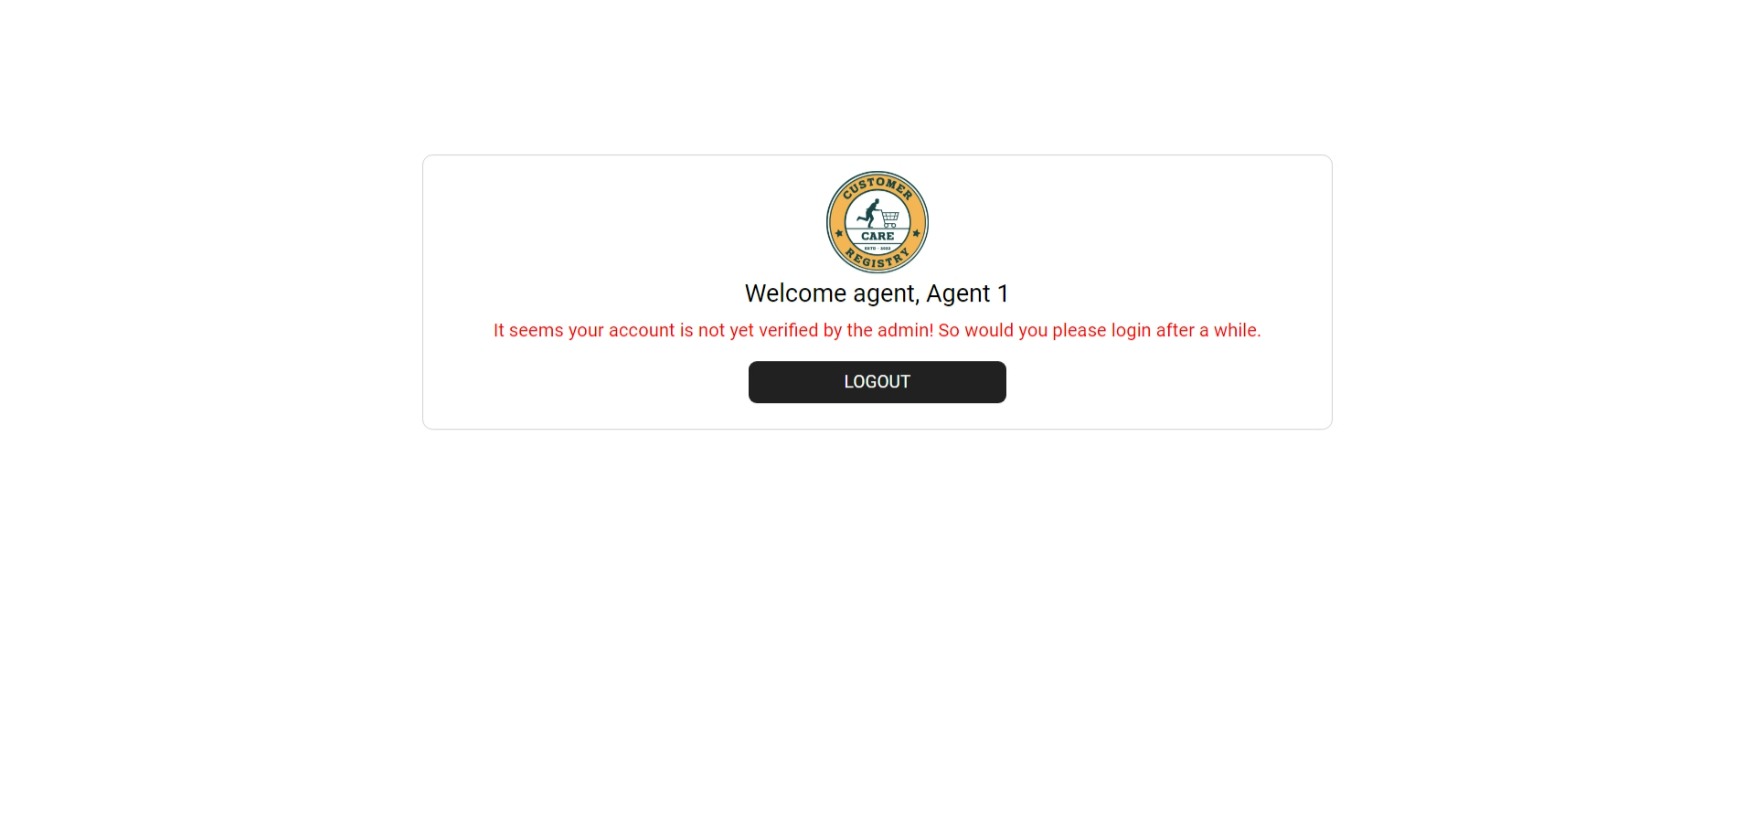 CUSTOMER
CARE
REGISTRY
Welcome agent, Agent 1
It seems your account is not yet verified by the admin! So would you please login after a while.
LOGOUT